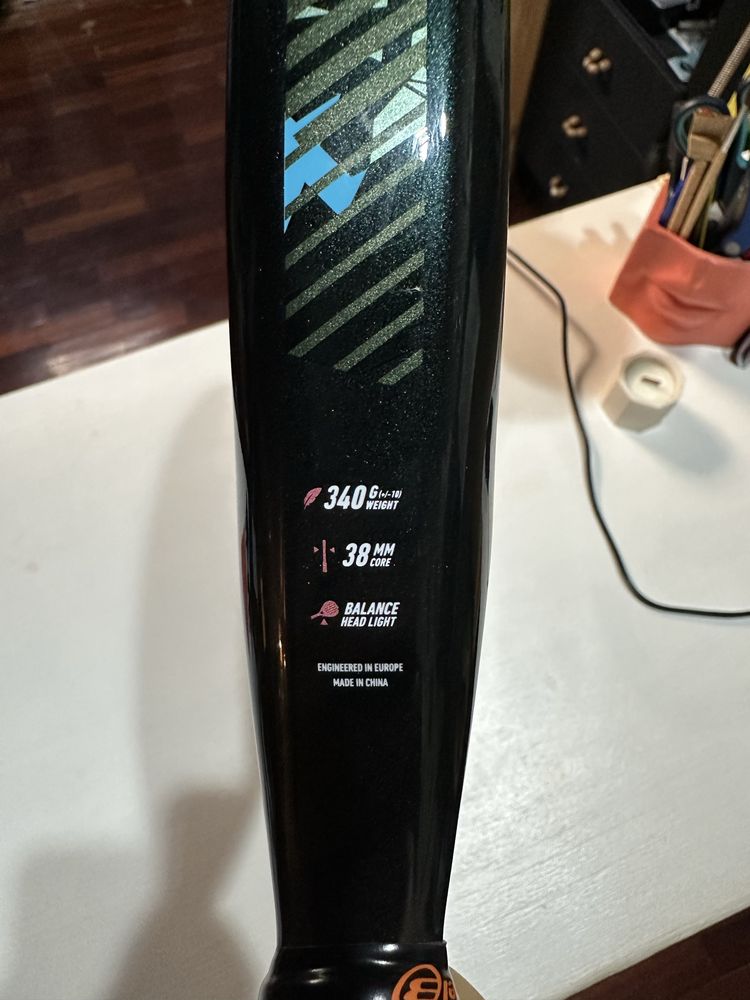 340 G (+/-10)
WEIGHT
38 MM
CORE
BALANCE
HEAD LIGHT
ENGINEERED IN EUROPE
MADE IN CHINA